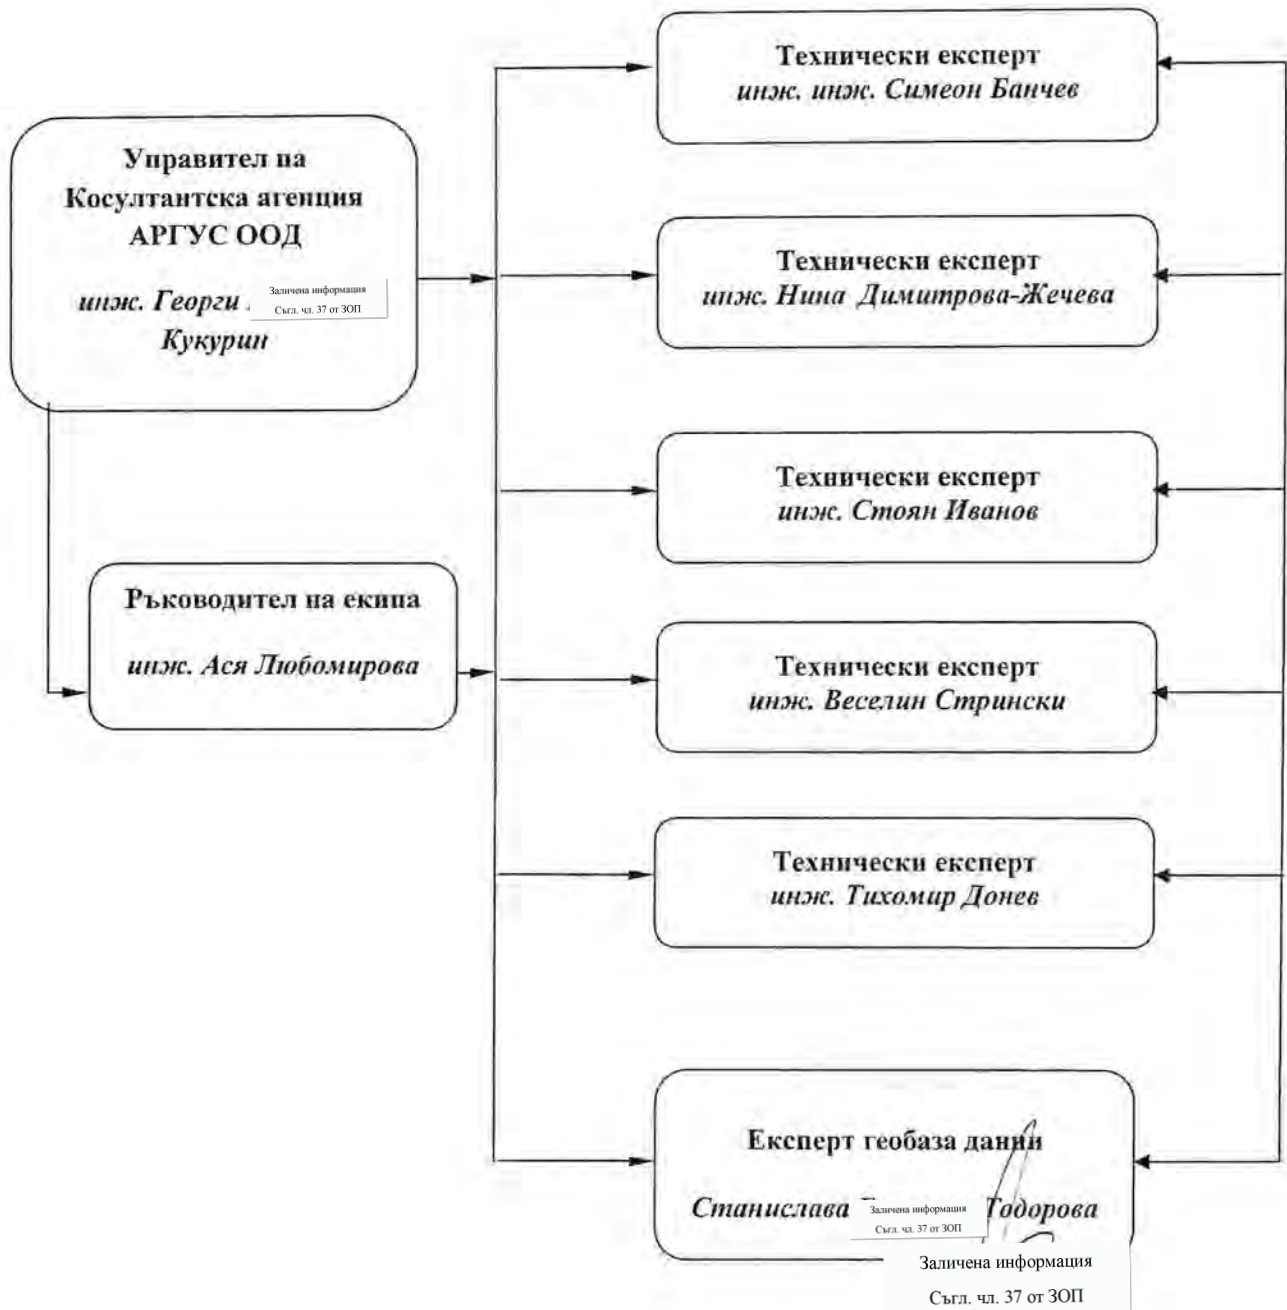 Управител на
Косултантска агенция
АРГУС ООД
инж. Георги
Заличена информация
Съгл. чл. 37 от ЗОП
Кукурин
Ръководител на екипа
инж. Ася Любомирова
Технически експерт
инж. инж. Симеон Банчев
Технически експерт
инж. Нина Димитрова-Жечева
Технически експерт
инж. Стоян Иванов
Технически експерт
инж. Веселин Стрински
Технически експерт
инж. Тихомир Донев
Експерт геобаза данни
Станислава Тодорова
Заличена информация
Съгл. чл. 37 от ЗОП
Заличена информация
Съгл. чл. 37 от ЗОП